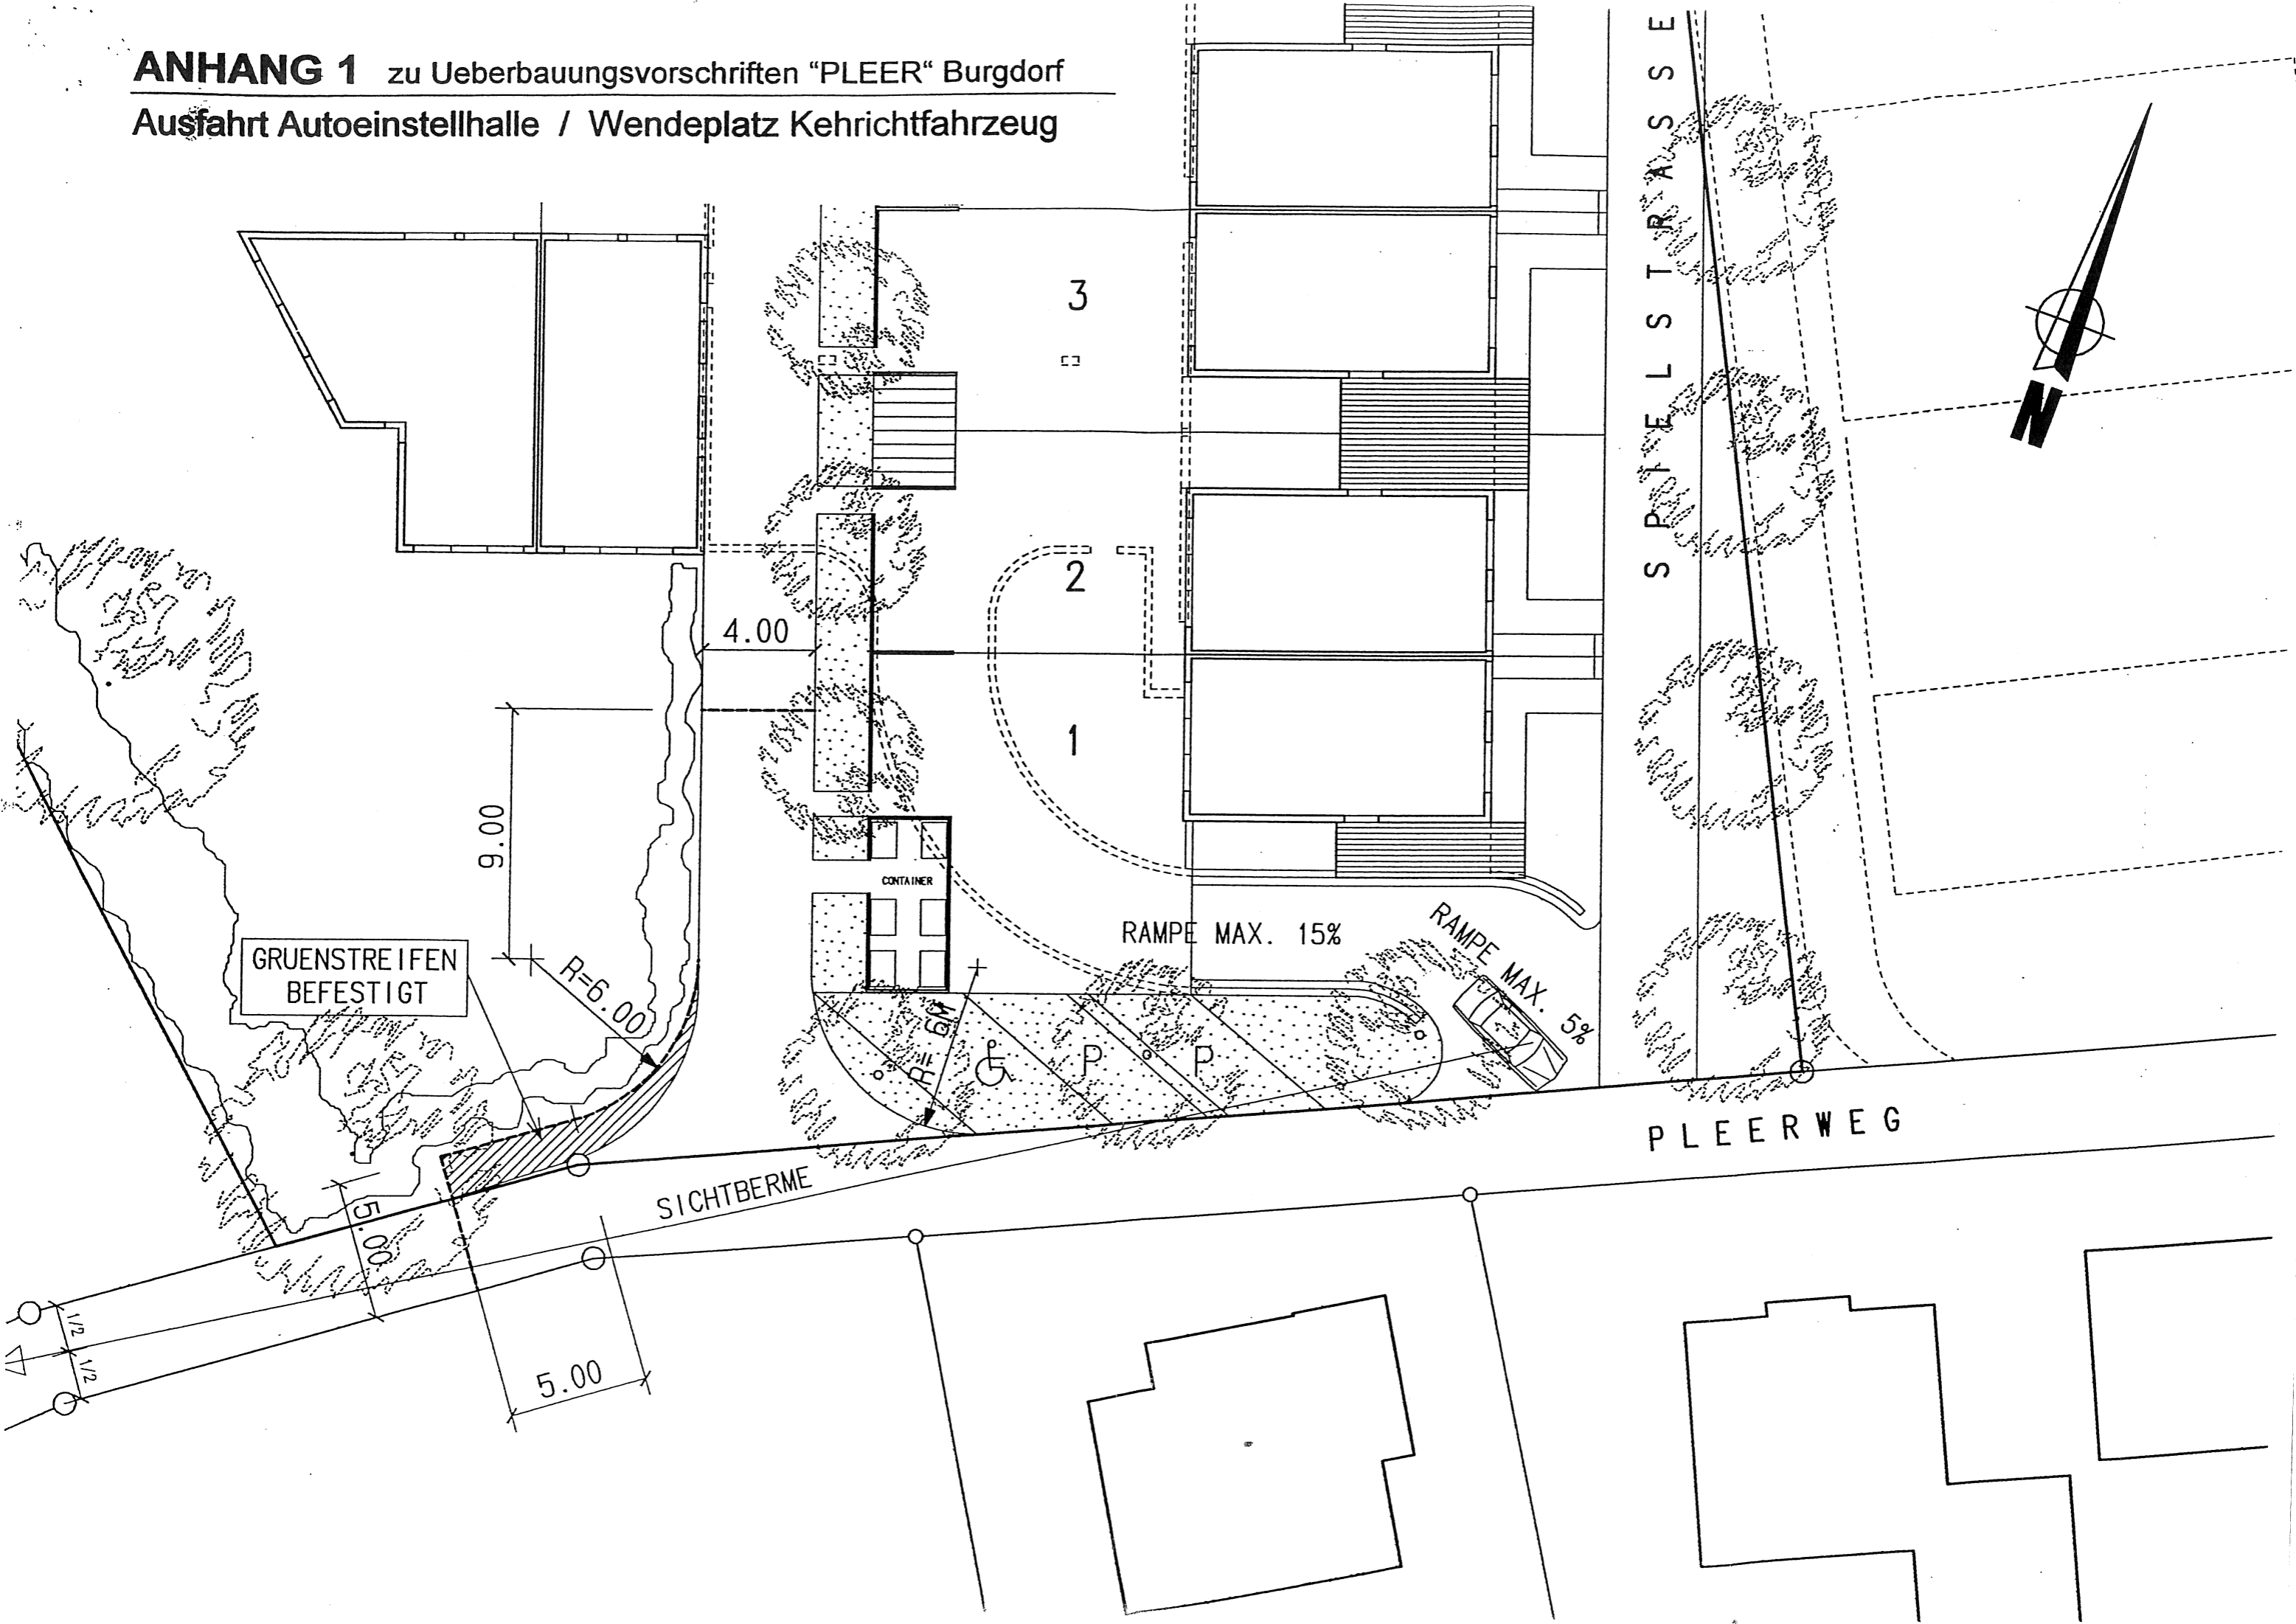 ANHANG 1 zu Ueberbauungsvorschriften “PLEER“ Burgdorf
Ausfahrt Autoeinstellhalle / Wendeplatz Kehrichtfahrzeug
SPIELSTRASSE
N
3
2
4.00
1
9.00
CONTAINER
RAMPE MAX. 15%
RAMPE MAX. 5%
GRUENSTREIFEN
BEFESTIGT
R=6.00
R= 6M
P
P
PLEERWEG
SICHTBERME
5.00
1/2
1/2
5.00